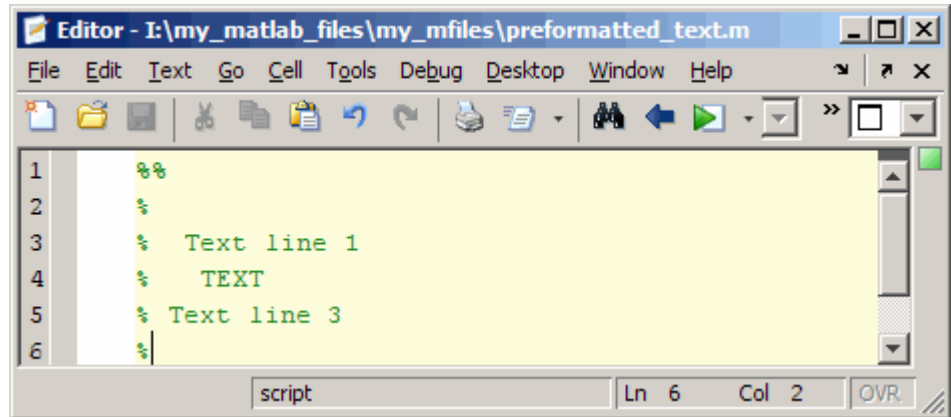 Editor - I:\my_matlab_files\my_mfiles\preformatted_text.m
File Edit Text Go Cell Tools Debug Desktop Window Help
1 %%
2 %
3 %  Text line 1
4 %   TEXT
5 % Text line 3
6 %
script Ln 6 Col 2 OVR